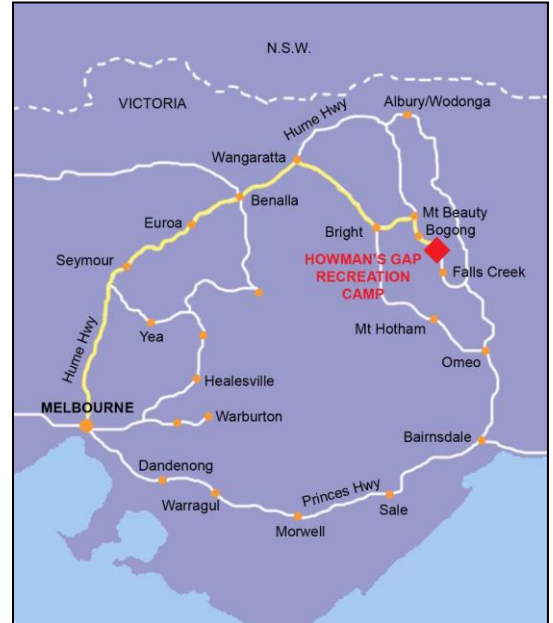 N.S.W.
VICTORIA
Hume Hwy
Albury/Wodonga
Wangaratta
Benalla
Euroa
Bright
Mt Beauty
Bogong
HOWMAN'S GAP
RECREATION
CAMP
Seymour
Falls Creek
Hume Hwy
Yea
Mt Hotham
Omeo
Healesville
MELBOURNE
Warburton
Bairnsdale
Dandenong
Warragul
Princes Hwy
Sale
Morwell